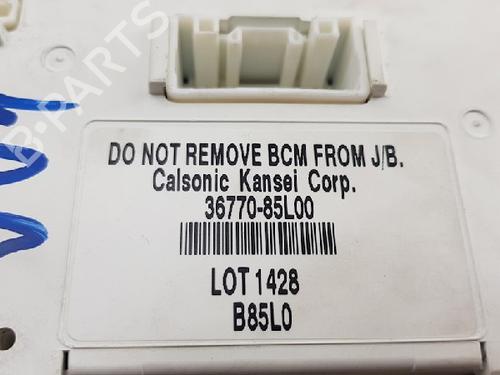 B-PARTS
DO NOT REMOVE BCM FROM J/B.
Calsonic Kansei Corp.
36770-85L00
LOT 1428
B85L0